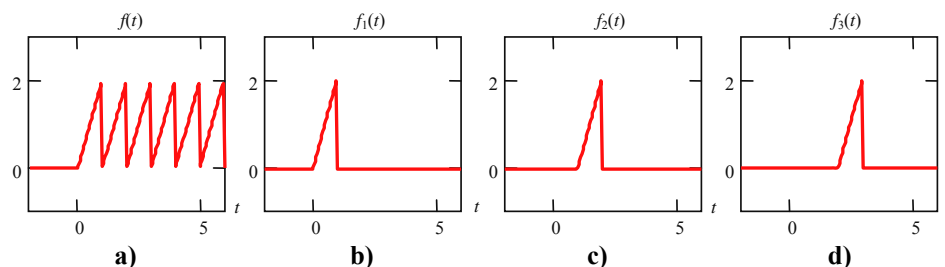 f(t) f₁(t) f₂(t) f₃(t)
2 2 2 2
0 0 0 0
0 5 t 0 5 t 0 5 t 0 5
a) b) c) d)